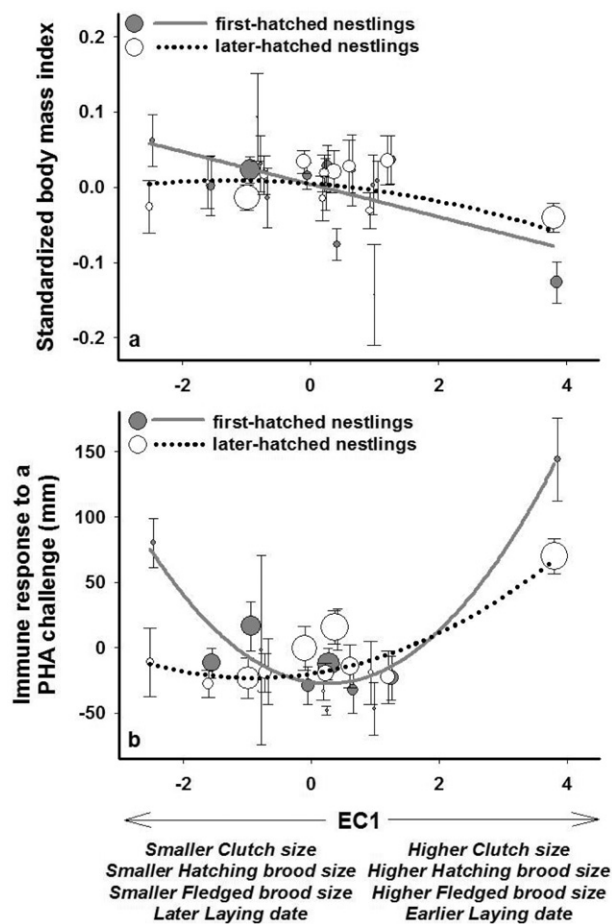 first-hatched nestlings
later-hatched nestlings
Standardized body mass index
0.2
0.1
0.0
-0.1
-0.2
a
-2 0 2 4
first-hatched nestlings
later-hatched nestlings
Immune response to a
PHA challenge (mm)
150
100
50
0
-50
b
-2 0 2 4
EC1
Smaller Clutch size Higher Clutch size
Smaller Hatching brood size Higher Hatching brood size
Smaller Fledged brood size Higher Fledged brood size
Later Laying date Earlier Laying date